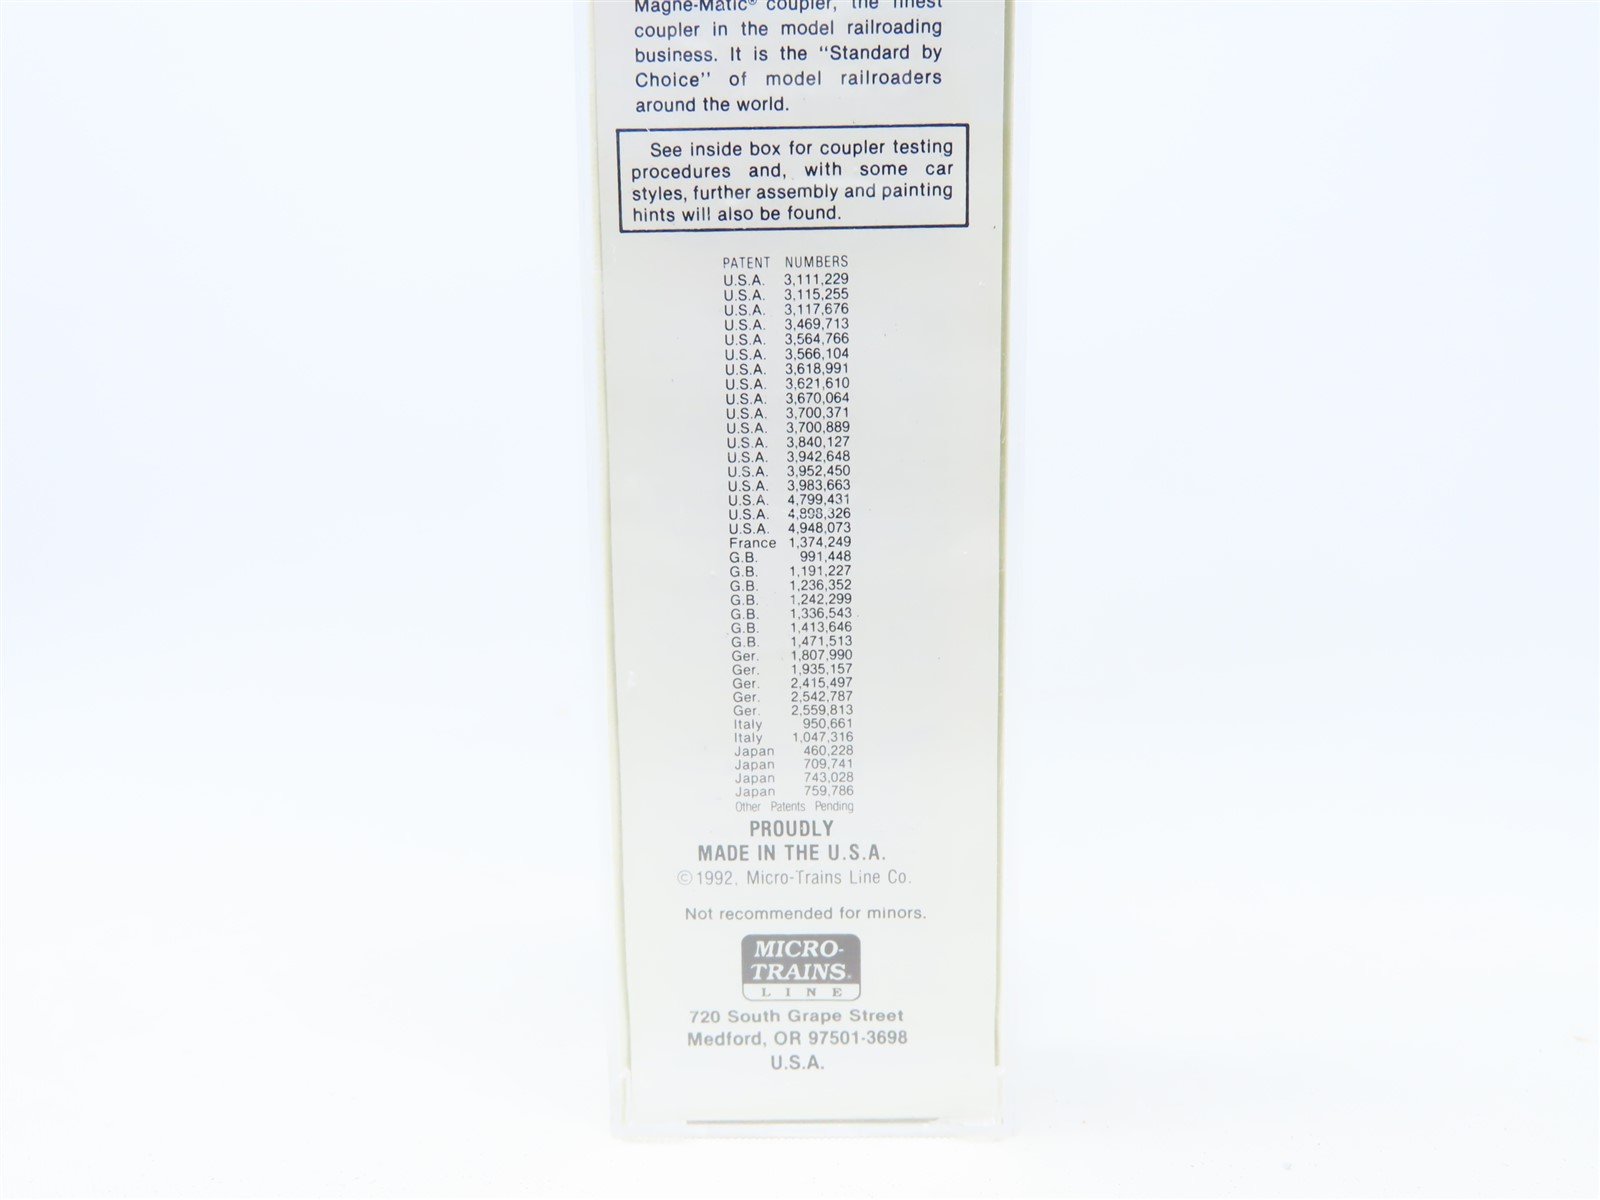 Magne-Matic® coupler, the finest
coupler in the model railroading
business. It is the "Standard by
Choice" of model railroaders
around the world.
See inside box for coupler testing
procedures and, with some car
styles, further assembly and painting
hints will also be found.
PATENT NUMBERS
U.S.A. 3,111,229
U.S.A. 3,115,255
U.S.A. 3,117,676
U.S.A. 3,469,713
U.S.A. 3,564,766
U.S.A. 3,566,104
U.S.A. 3,618,991
U.S.A. 3,621,610
U.S.A. 3,670,064
U.S.A. 3,700,371
U.S.A. 3,700,889
U.S.A. 3,840,127
U.S.A. 3,942,648
U.S.A. 3,952,450
U.S.A. 3,983,663
U.S.A. 4,799,431
U.S.A. 4,898,326
U.S.A. 4,948,073
France 1,374,249
G.B. 991,448
G.B. 1,191,227
G.B. 1,236,352
G.B. 1,242,299
G.B. 1,336,543
G.B. 1,413,646
G.B. 1,471,513
Ger. 1,807,990
Ger. 1,935,157
Ger. 2,415,497
Ger. 2,542,787
Ger. 2,559,813
Italy 950,661
Italy 1,047,316
Japan 460,228
Japan 709,741
Japan 743,028
Japan 759,786
Other Patents Pending
PROUDLY
MADE IN THE U.S.A.
©1992, Micro-Trains Line Co.
Not recommended for minors.
MICRO-
TRAINS®
LINE
720 South Grape Street
Medford, OR 97501-3698
U.S.A.